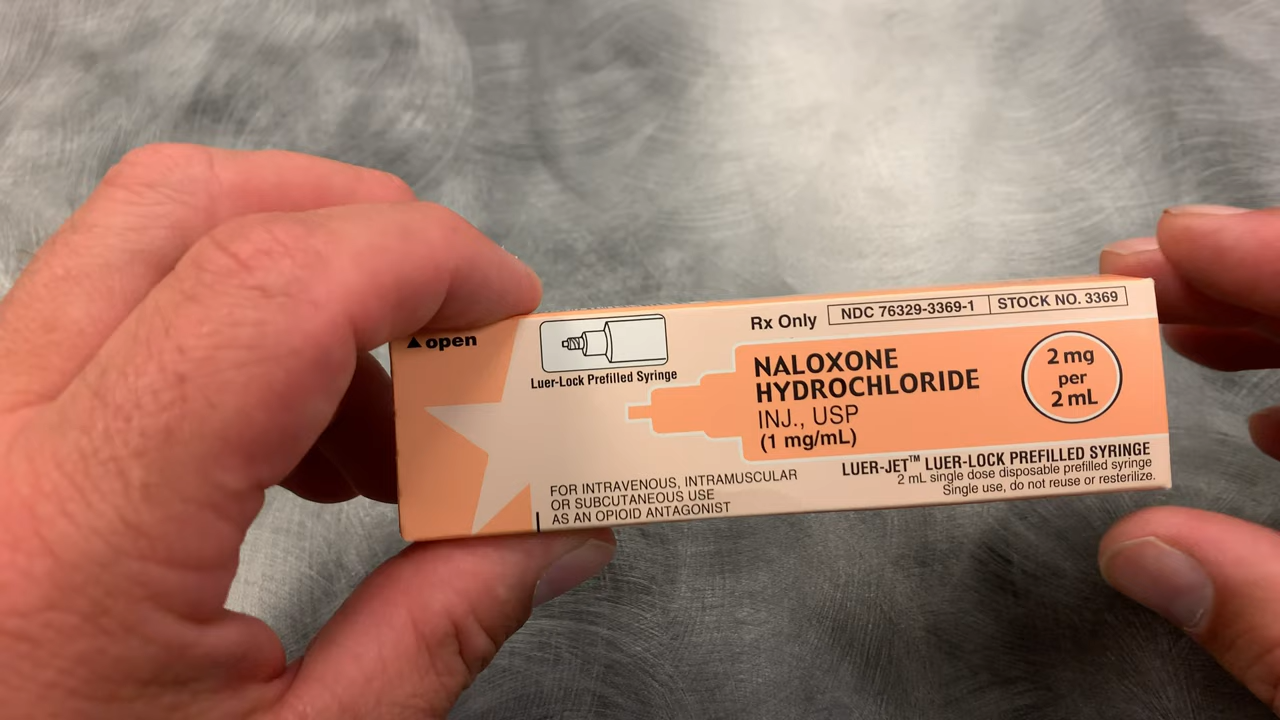 ▲open
Luer-Lock Prefilled Syringe
Rx Only
NDC 76329-3369-1
STOCK NO. 3369
NALOXONE
HYDROCHLORIDE
INJ., USP
(1 mg/mL)
2 mg
per
2 mL
FOR INTRAVENOUS, INTRAMUSCULAR
OR SUBCUTANEOUS USE
AS AN OPIOID ANTAGONIST
LUER-JET™ LUER-LOCK PREFILLED SYRINGE
2 mL single dose disposable prefilled syringe
Single use, do not reuse or resterilize.